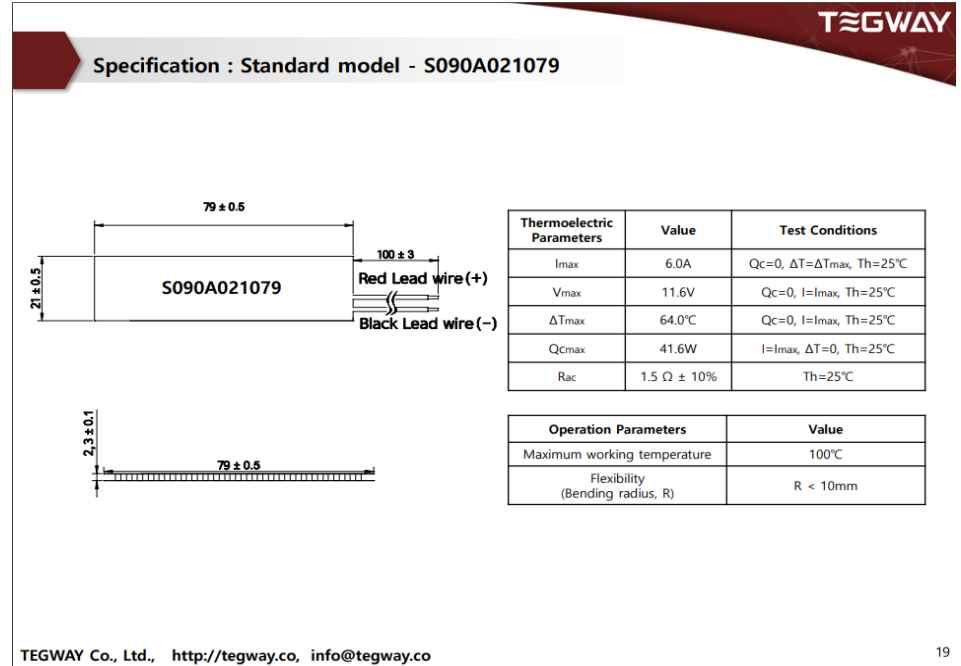 TEGWAY
Specification : Standard model - S090A021079
79 ± 0.5
100 ± 3
Red Lead wire(+)
S090A021079
21 ± 0.5
Black Lead wire(-)
2,3 ± 0.1
79 ± 0.5
Thermoelectric Parameters Value Test Conditions
Imax 6.0A Qc=0, ΔT=ΔTmax, Th=25℃
Vmax 11.6V Qc=0, I=Imax, Th=25℃
ΔTmax 64.0℃ Qc=0, I=Imax, Th=25℃
Qcmax 41.6W I=Imax, ΔT=0, Th=25℃
Rac 1.5 Ω ± 10% Th=25℃
Operation Parameters Value
Maximum working temperature 100℃
Flexibility
(Bending radius, R) R < 10mm
TEGWAY Co., Ltd., http://tegway.co, info@tegway.co
19